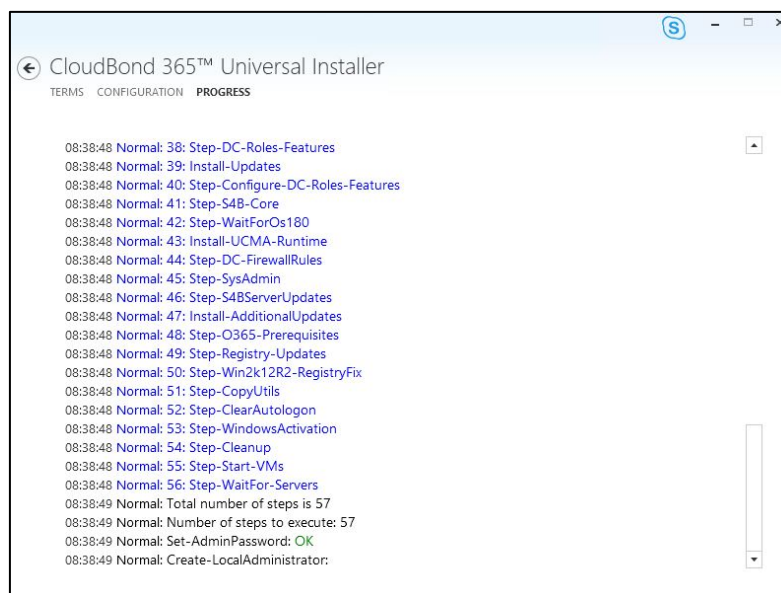 S
CloudBond 365™ Universal Installer
TERMS CONFIGURATION PROGRESS
08:38:48 Normal: 38: Step-DC-Roles-Features
08:38:48 Normal: 39: Install-Updates
08:38:48 Normal: 40: Step-Configure-DC-Roles-Features
08:38:48 Normal: 41: Step-S4B-Core
08:38:48 Normal: 42: Step-WaitForOs180
08:38:48 Normal: 43: Install-UCMA-Runtime
08:38:48 Normal: 44: Step-DC-FirewallRules
08:38:48 Normal: 45: Step-SysAdmin
08:38:48 Normal: 46: Step-S4BServerUpdates
08:38:48 Normal: 47: Install-AdditionalUpdates
08:38:48 Normal: 48: Step-O365-Prerequisites
08:38:48 Normal: 49: Step-Registry-Updates
08:38:48 Normal: 50: Step-Win2k12R2-RegistryFix
08:38:48 Normal: 51: Step-CopyUtils
08:38:48 Normal: 52: Step-ClearAutologon
08:38:48 Normal: 53: Step-WindowsActivation
08:38:48 Normal: 54: Step-Cleanup
08:38:48 Normal: 55: Step-Start-VMs
08:38:48 Normal: 56: Step-WaitFor-Servers
08:38:49 Normal: Total number of steps is 57
08:38:49 Normal: Number of steps to execute: 57
08:38:49 Normal: Set-AdminPassword: OK
08:38:49 Normal: Create-LocalAdministrator: